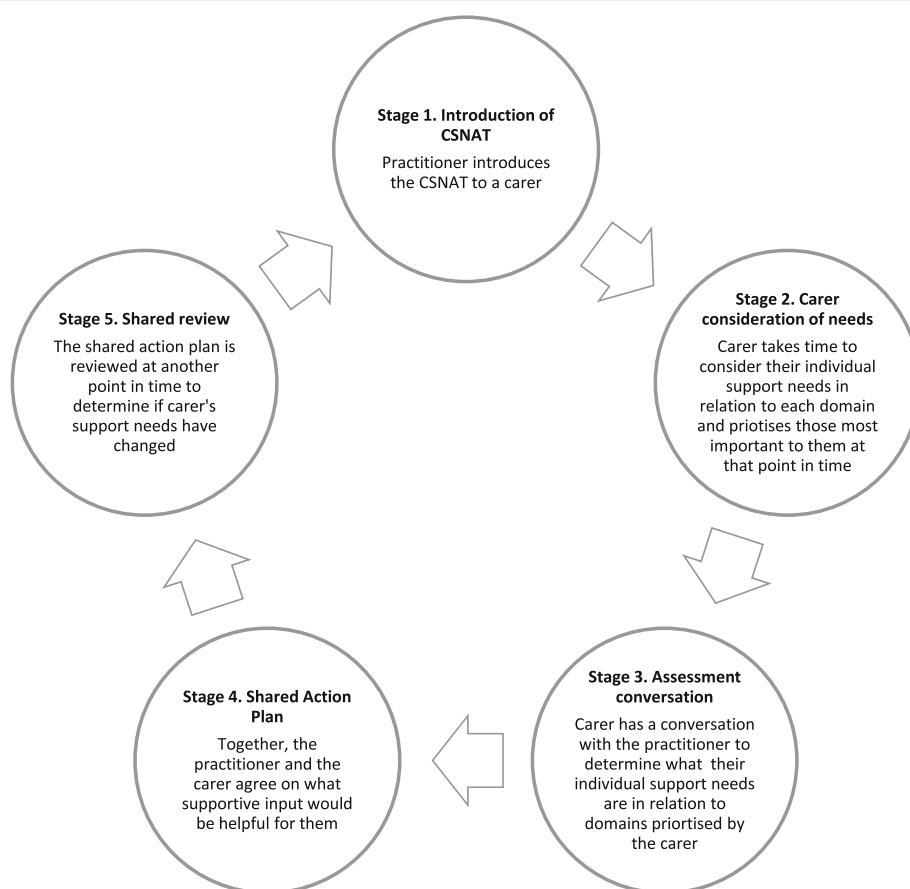 Stage 1. Introduction of
CSNAT
Practitioner introduces
the CSNAT to a carer
Stage 2. Carer
consideration of needs
Carer takes time to
consider their individual
support needs in
relation to each domain
and priotises those most
important to them at
that point in time
Stage 3. Assessment
conversation
Carer has a conversation
with the practitioner to
determine what their
individual support needs
are in relation to
domains priortised by
the carer
Stage 4. Shared Action
Plan
Together, the
practitioner and the
carer agree on what
supportive input would
be helpful for them
Stage 5. Shared review
The shared action plan is
reviewed at another
point in time to
determine if carer's
support needs have
changed